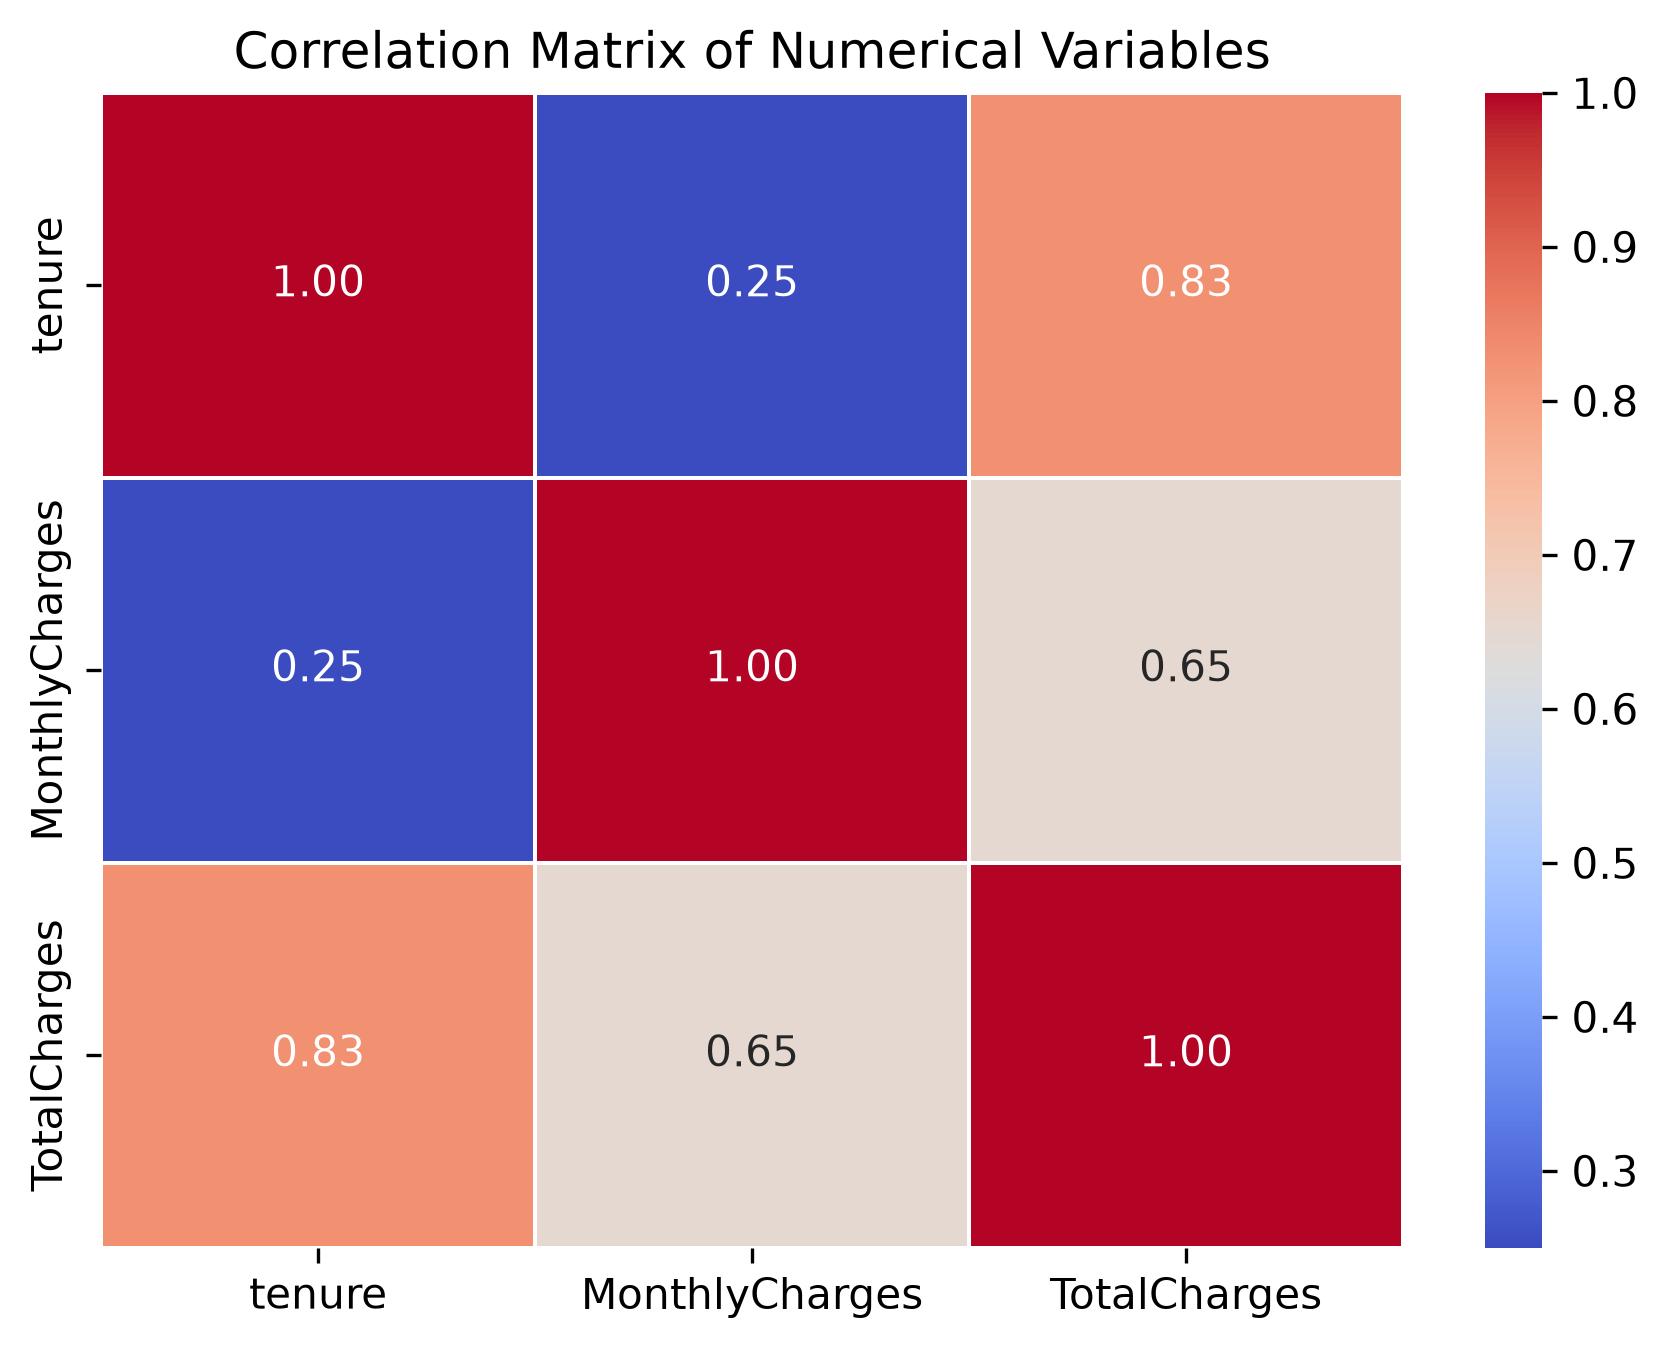 Correlation Matrix of Numerical Variables
tenure
1.00
0.25
0.83
MonthlyCharges
0.25
1.00
0.65
TotalCharges
0.83
0.65
1.00
tenure
MonthlyCharges
TotalCharges
1.0
0.9
0.8
0.7
0.6
0.5
0.4
0.3